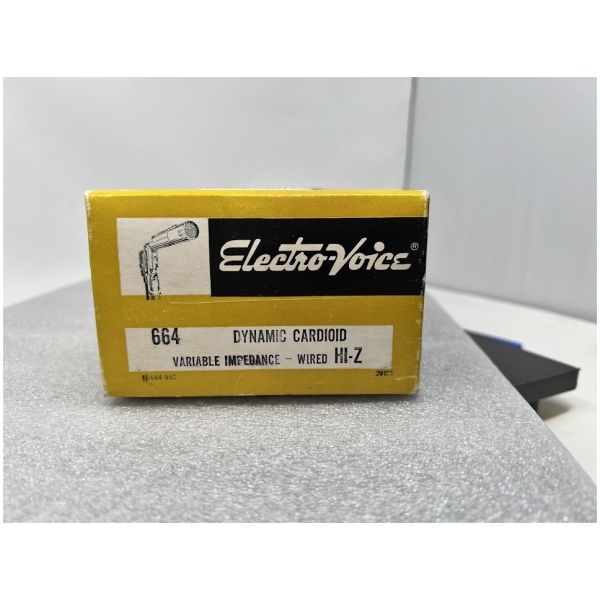 Electro-Voice®
664 DYNAMIC CARDIOID
VARIABLE IMPEDANCE - WIRED HI-Z